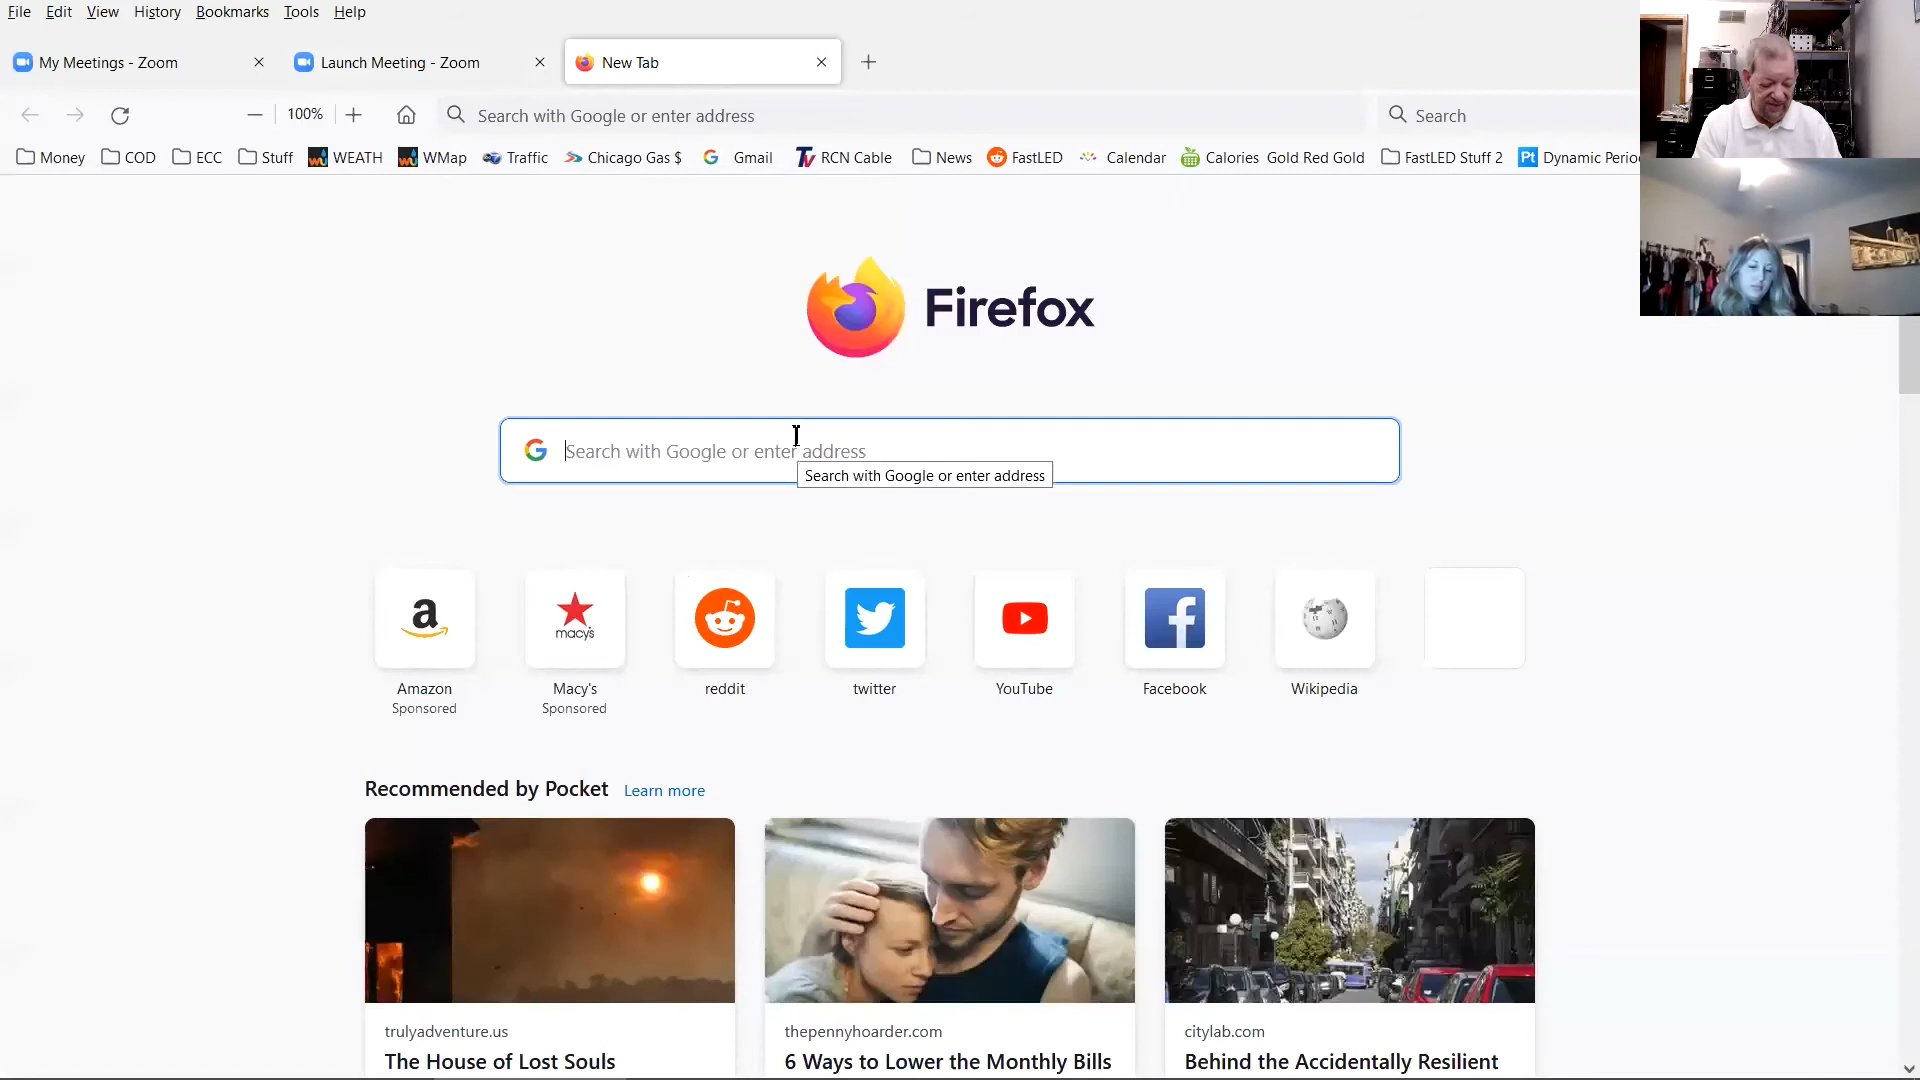 File Edit View History Bookmarks Tools Help
My Meetings - Zoom Launch Meeting - Zoom New Tab
100% Search with Google or enter address Search
Money COD ECC Stuff WEATH WMap Traffic Chicago Gas $ Gmail RCN Cable News FastLED Calendar Calories Gold Red Gold FastLED Stuff 2 Dynamic Perio
Firefox
Search with Google or enter address
Search with Google or enter address
macy's
Amazon Macy's reddit twitter YouTube Facebook Wikipedia
Sponsored Sponsored
Recommended by Pocket Learn more
trulyadventure.us thepennyhoarder.com citylab.com
The House of Lost Souls 6 Ways to Lower the Monthly Bills Behind the Accidentally Resilient